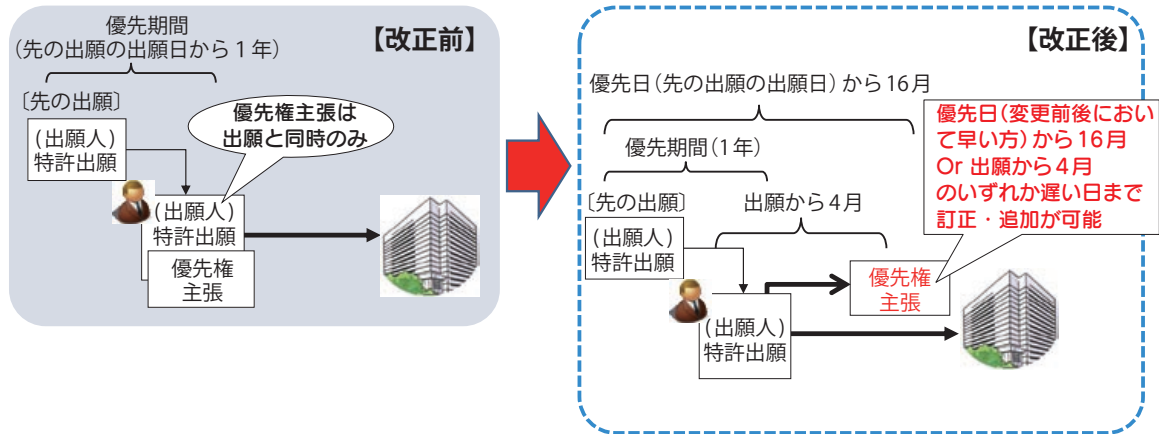 【改正前】
優先期間
(先の出願の出願日から1年)
〔先の出願〕
(出願人)
特許出願
優先権主張は
出願と同時のみ
(出願人)
特許出願
優先権
主張
【改正後】
優先日(先の出願の出願日)から16月
優先期間(1年)
〔先の出願〕
(出願人)
特許出願
出願から4月
優先日(変更前後におい
て早い方)から16月
Or 出願から4月
のいずれか遅い日まで
訂正・追加が可能
優先権
主張
(出願人)
特許出願